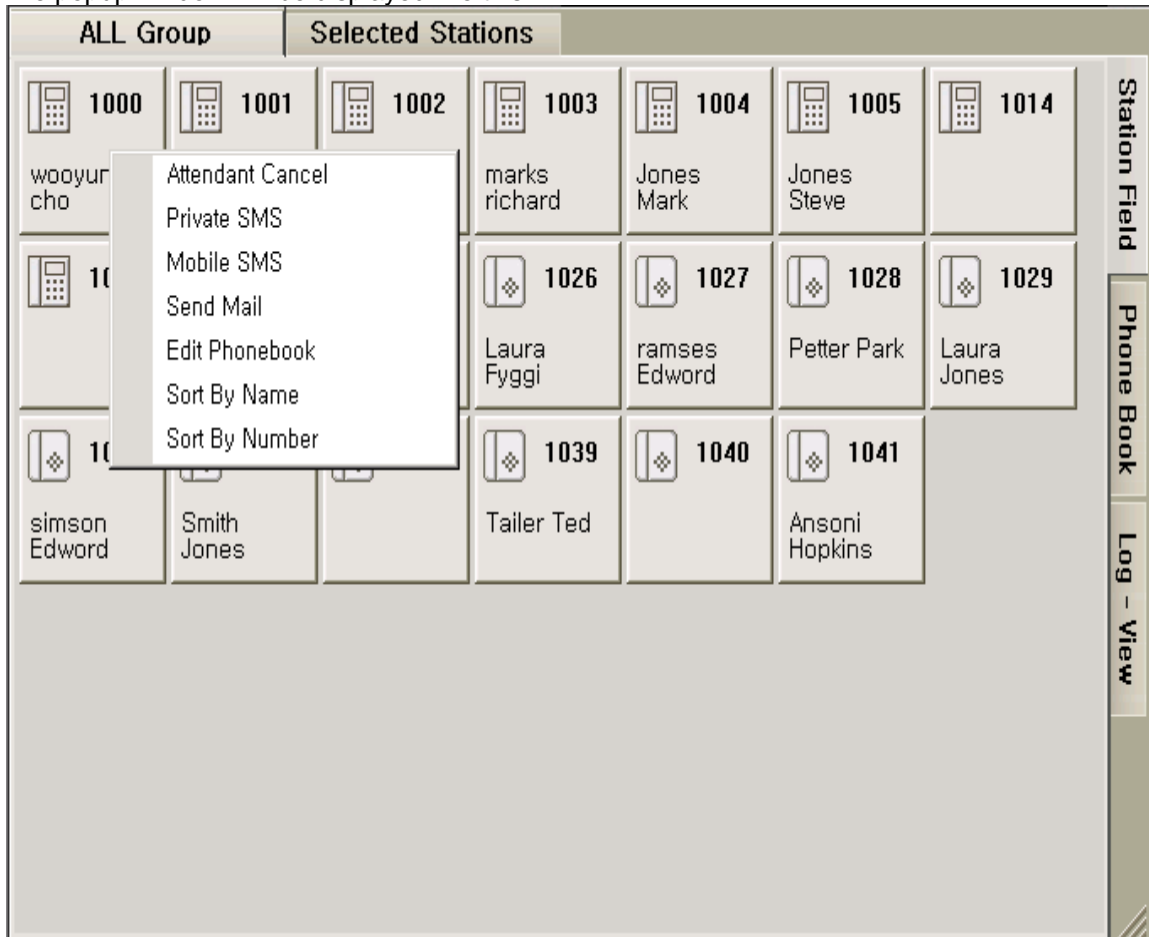 ALL Group
Selected Stations
1000
1001
1002
1003
1004
1005
1014
cho
marks
richard
Jones
Mark
Jones
Steve
Attendant Cancel
Private SMS
Mobile SMS
Send Mail
Edit Phonebook
Sort By Name
Sort By Number
1026
1027
1028
1029
Laura
Fyggi
ramses
Edword
Petter Park
Laura
Jones
1039
1040
1041
simson
Edword
Smith
Jones
Tailer Ted
Ansoni
Hopkins
Station Field
Phone Book
Log - View